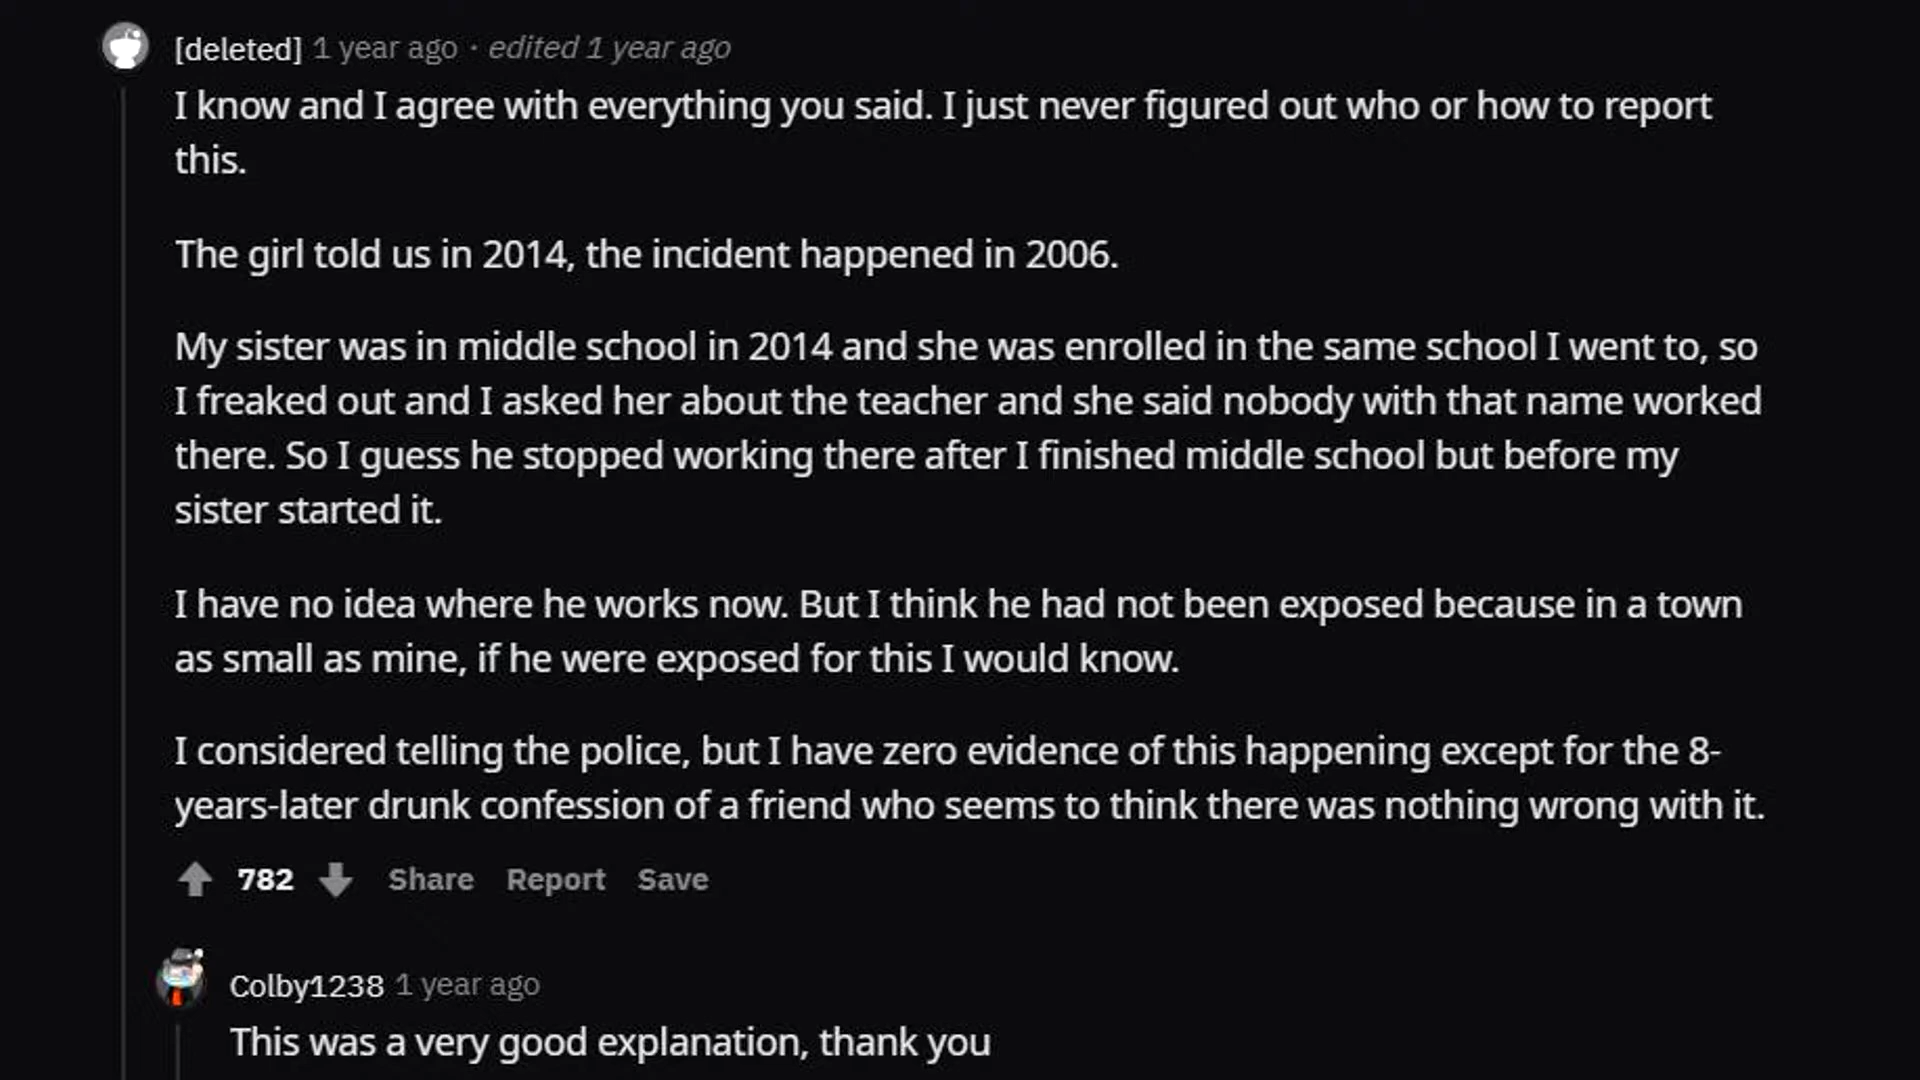 [deleted] 1 year ago · edited 1 year ago
I know and I agree with everything you said. I just never figured out who or how to report
this.
The girl told us in 2014, the incident happened in 2006.
My sister was in middle school in 2014 and she was enrolled in the same school I went to, so
I freaked out and I asked her about the teacher and she said nobody with that name worked
there. So I guess he stopped working there after I finished middle school but before my
sister started it.
I have no idea where he works now. But I think he had not been exposed because in a town
as small as mine, if he were exposed for this I would know.
I considered telling the police, but I have zero evidence of this happening except for the 8-
years-later drunk confession of a friend who seems to think there was nothing wrong with it.
782 Share Report Save
Colby1238 1 year ago
This was a very good explanation, thank you